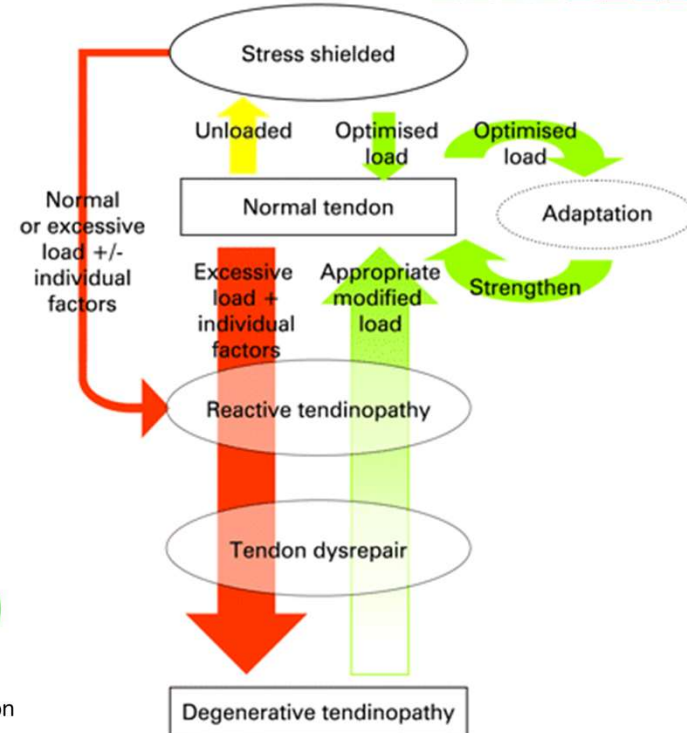 Stress shielded
Unloaded
Optimised
load
Optimised
load
Normal
or excessive
load +/-
individual
factors
Normal tendon
Adaptation
Excessive
load +
individual
factors
Appropriate
modified
load
Strengthen
Reactive tendinopathy
Tendon dysrepair
on
Degenerative tendinopathy